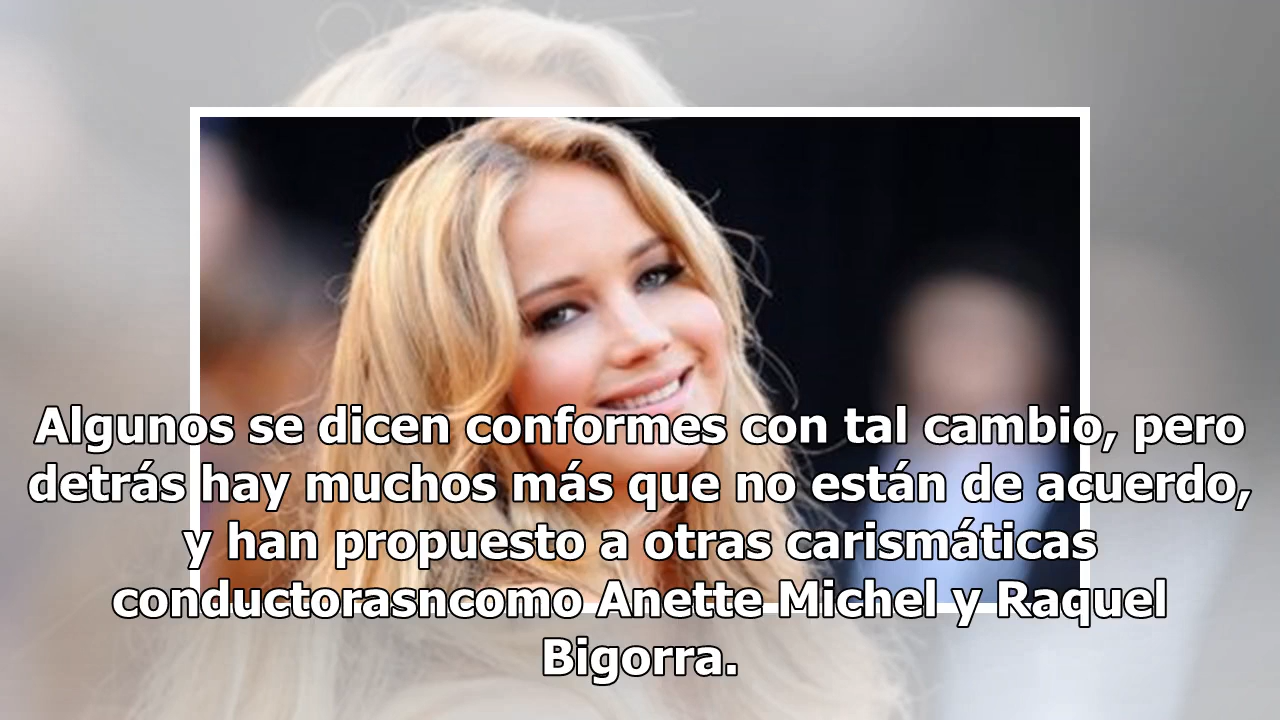 Algunos se dicen conformes con tal cambio, pero
detrás hay muchos más que no están de acuerdo,
y han propuesto a otras carismáticas
conductorasncomo Anette Michel y Raquel
Bigorra.